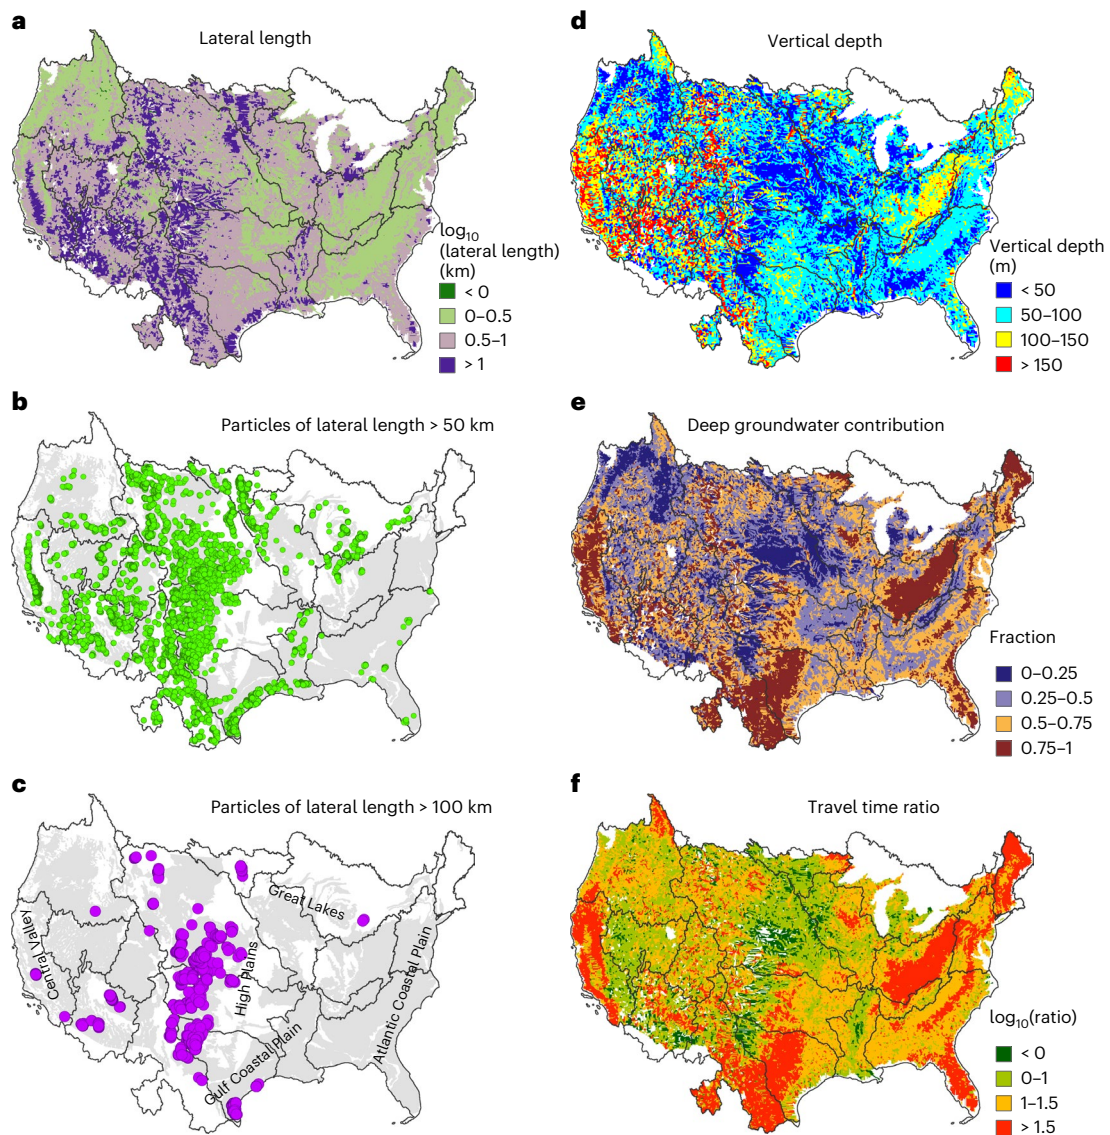 a
Lateral length
log10
(lateral length)
(km)
< 0
0–0.5
0.5–1
> 1
b
Particles of lateral length > 50 km
c
Particles of lateral length > 100 km
Central Valley
High Plains
Great Lakes
Gulf Coastal Plain
Atlantic Coastal Plain
d
Vertical depth
Vertical depth
(m)
< 50
50–100
100–150
> 150
e
Deep groundwater contribution
Fraction
0–0.25
0.25–0.5
0.5–0.75
0.75–1
f
Travel time ratio
log10(ratio)
< 0
0–1
1–1.5
> 1.5